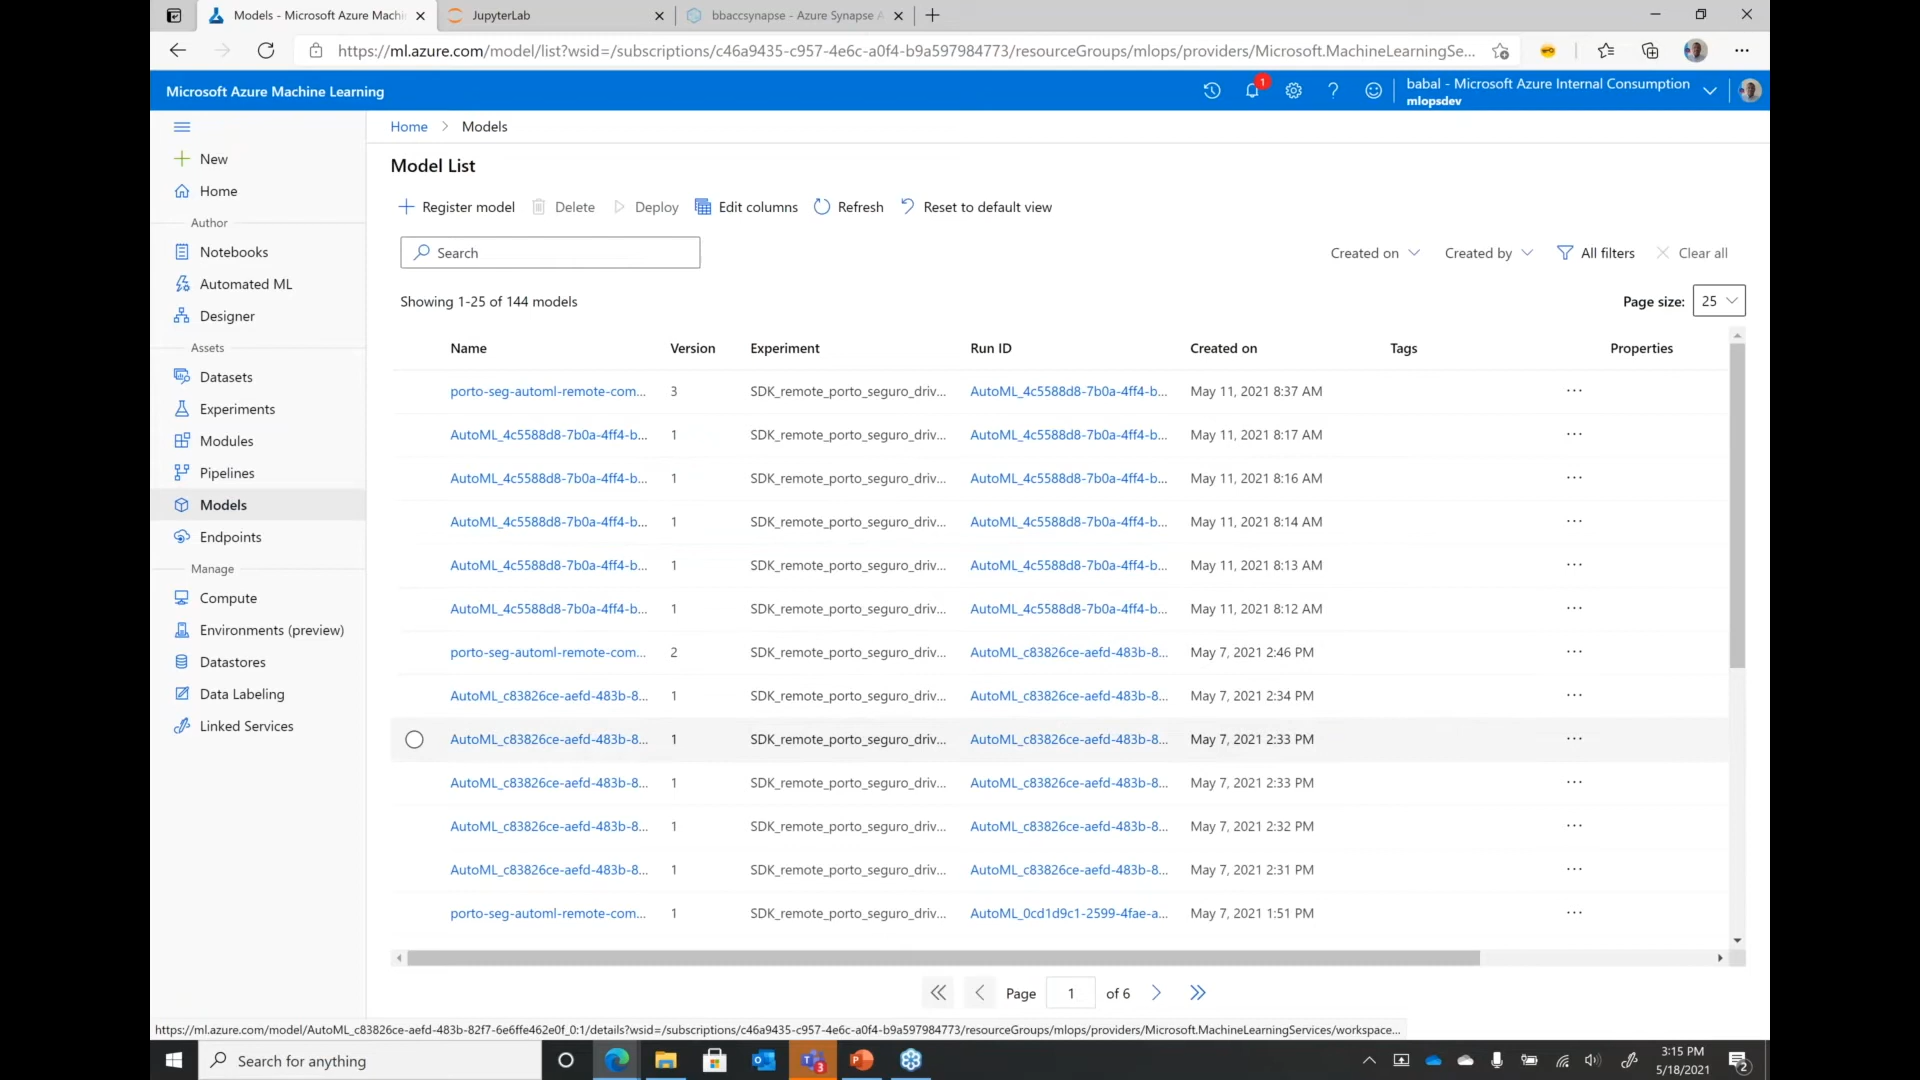 Models - Microsoft Azure Machi
JupyterLab
bbaccsynapse - Azure Synapse A
https://ml.azure.com/model/list?wsid=/subscriptions/c46a9435-c957-4e6c-a0f4-b9a597984773/resourceGroups/mlops/providers/Microsoft.MachineLearningSe...
Microsoft Azure Machine Learning
1
babal - Microsoft Azure Internal Consumption
mlopsdev
New
Home
Author
Notebooks
Automated ML
Designer
Assets
Datasets
Experiments
Modules
Pipelines
Models
Endpoints
Manage
Compute
Environments (preview)
Datastores
Data Labeling
Linked Services
Home > Models
Model List
Register model Delete Deploy Edit columns Refresh Reset to default view
Search
Created on Created by All filters Clear all
Showing 1-25 of 144 models
Page size: 25
Name Version Experiment Run ID Created on Tags Properties
porto-seg-automl-remote-com... 3 SDK_remote_porto_seguro_driv... AutoML_4c5588d8-7b0a-4ff4-b... May 11, 2021 8:37 AM ...
AutoML_4c5588d8-7b0a-4ff4-b... 1 SDK_remote_porto_seguro_driv... AutoML_4c5588d8-7b0a-4ff4-b... May 11, 2021 8:17 AM ...
AutoML_4c5588d8-7b0a-4ff4-b... 1 SDK_remote_porto_seguro_driv... AutoML_4c5588d8-7b0a-4ff4-b... May 11, 2021 8:16 AM ...
AutoML_4c5588d8-7b0a-4ff4-b... 1 SDK_remote_porto_seguro_driv... AutoML_4c5588d8-7b0a-4ff4-b... May 11, 2021 8:14 AM ...
AutoML_4c5588d8-7b0a-4ff4-b... 1 SDK_remote_porto_seguro_driv... AutoML_4c5588d8-7b0a-4ff4-b... May 11, 2021 8:13 AM ...
AutoML_4c5588d8-7b0a-4ff4-b... 1 SDK_remote_porto_seguro_driv... AutoML_4c5588d8-7b0a-4ff4-b... May 11, 2021 8:12 AM ...
porto-seg-automl-remote-com... 2 SDK_remote_porto_seguro_driv... AutoML_c83826ce-aefd-483b-8... May 7, 2021 2:46 PM ...
AutoML_c83826ce-aefd-483b-8... 1 SDK_remote_porto_seguro_driv... AutoML_c83826ce-aefd-483b-8... May 7, 2021 2:34 PM ...
AutoML_c83826ce-aefd-483b-8... 1 SDK_remote_porto_seguro_driv... AutoML_c83826ce-aefd-483b-8... May 7, 2021 2:33 PM ...
AutoML_c83826ce-aefd-483b-8... 1 SDK_remote_porto_seguro_driv... AutoML_c83826ce-aefd-483b-8... May 7, 2021 2:33 PM ...
AutoML_c83826ce-aefd-483b-8... 1 SDK_remote_porto_seguro_driv... AutoML_c83826ce-aefd-483b-8... May 7, 2021 2:32 PM ...
AutoML_c83826ce-aefd-483b-8... 1 SDK_remote_porto_seguro_driv... AutoML_c83826ce-aefd-483b-8... May 7, 2021 2:31 PM ...
porto-seg-automl-remote-com... 1 SDK_remote_porto_seguro_driv... AutoML_0cd1d9c1-2599-4fae-a... May 7, 2021 1:51 PM ...
Page 1 of 6
https://ml.azure.com/model/AutoML_c83826ce-aefd-483b-82f7-6e6ffe462e0f_0:1/details?wsid=/subscriptions/c46a9435-c957-4e6c-a0f4-b9a597984773/resourceGroups/mlops/providers/Microsoft.MachineLearningServices/workspace...
Search for anything
3
3:15 PM
5/18/2021
2